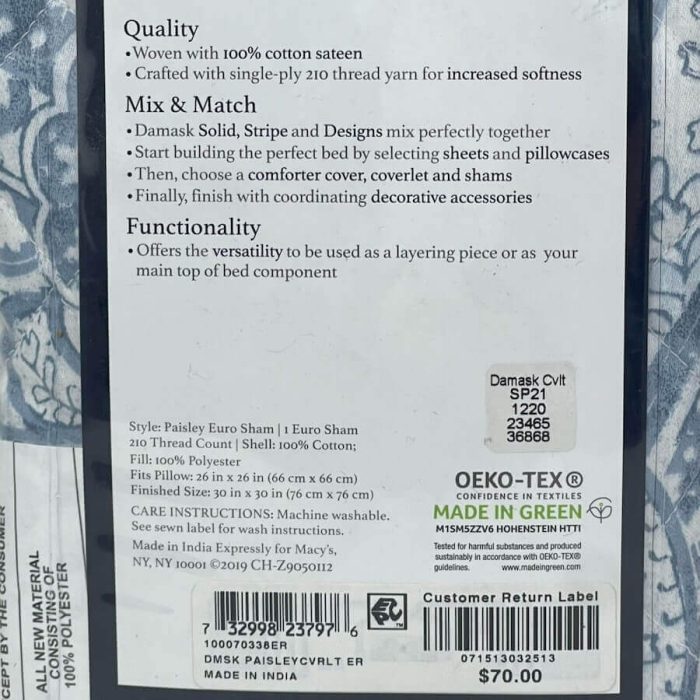 Quality
•Woven with 100% cotton sateen
•Crafted with single-ply 210 thread yarn for increased softness
Mix & Match
•Damask Solid, Stripe and Designs mix perfectly together
•Start building the perfect bed by selecting sheets and pillowcases
•Then, choose a comforter cover, coverlet and shams
•Finally, finish with coordinating decorative accessories
Functionality
•Offers the versatility to be used as a layering piece or as your
main top of bed component
Damask Cvlt
SP21
1220
23465
36868
Style: Paisley Euro Sham | 1 Euro Sham
210 Thread Count | Shell: 100% Cotton;
Fill: 100% Polyester
Fits Pillow: 26 in x 26 in (66 cm x 66 cm)
Finished Size: 30 in x 30 in (76 cm x 76 cm)
CARE INSTRUCTIONS: Machine washable.
See sewn label for wash instructions.
Made in India Expressly for Macy's,
NY, NY 10001 ©2019 CH-Z9050112
OEKO-TEX®
CONFIDENCE IN TEXTILES
MADE IN GREEN
M1SM5ZZV6 HOHENSTEIN HTTI
Tested for harmful substances and produced
sustainably in accordance with OEKO-TEX®
guidelines. www.madeingreen.com
7 32998 23797 6
100070338ER
DMSK PAISLEYCVRLT ER
MADE IN INDIA
Customer Return Label
071513032513
$70.00
CEPT BY THE CONSUMER
ALL NEW MATERIAL
CONSISTING OF
100% POLYESTER